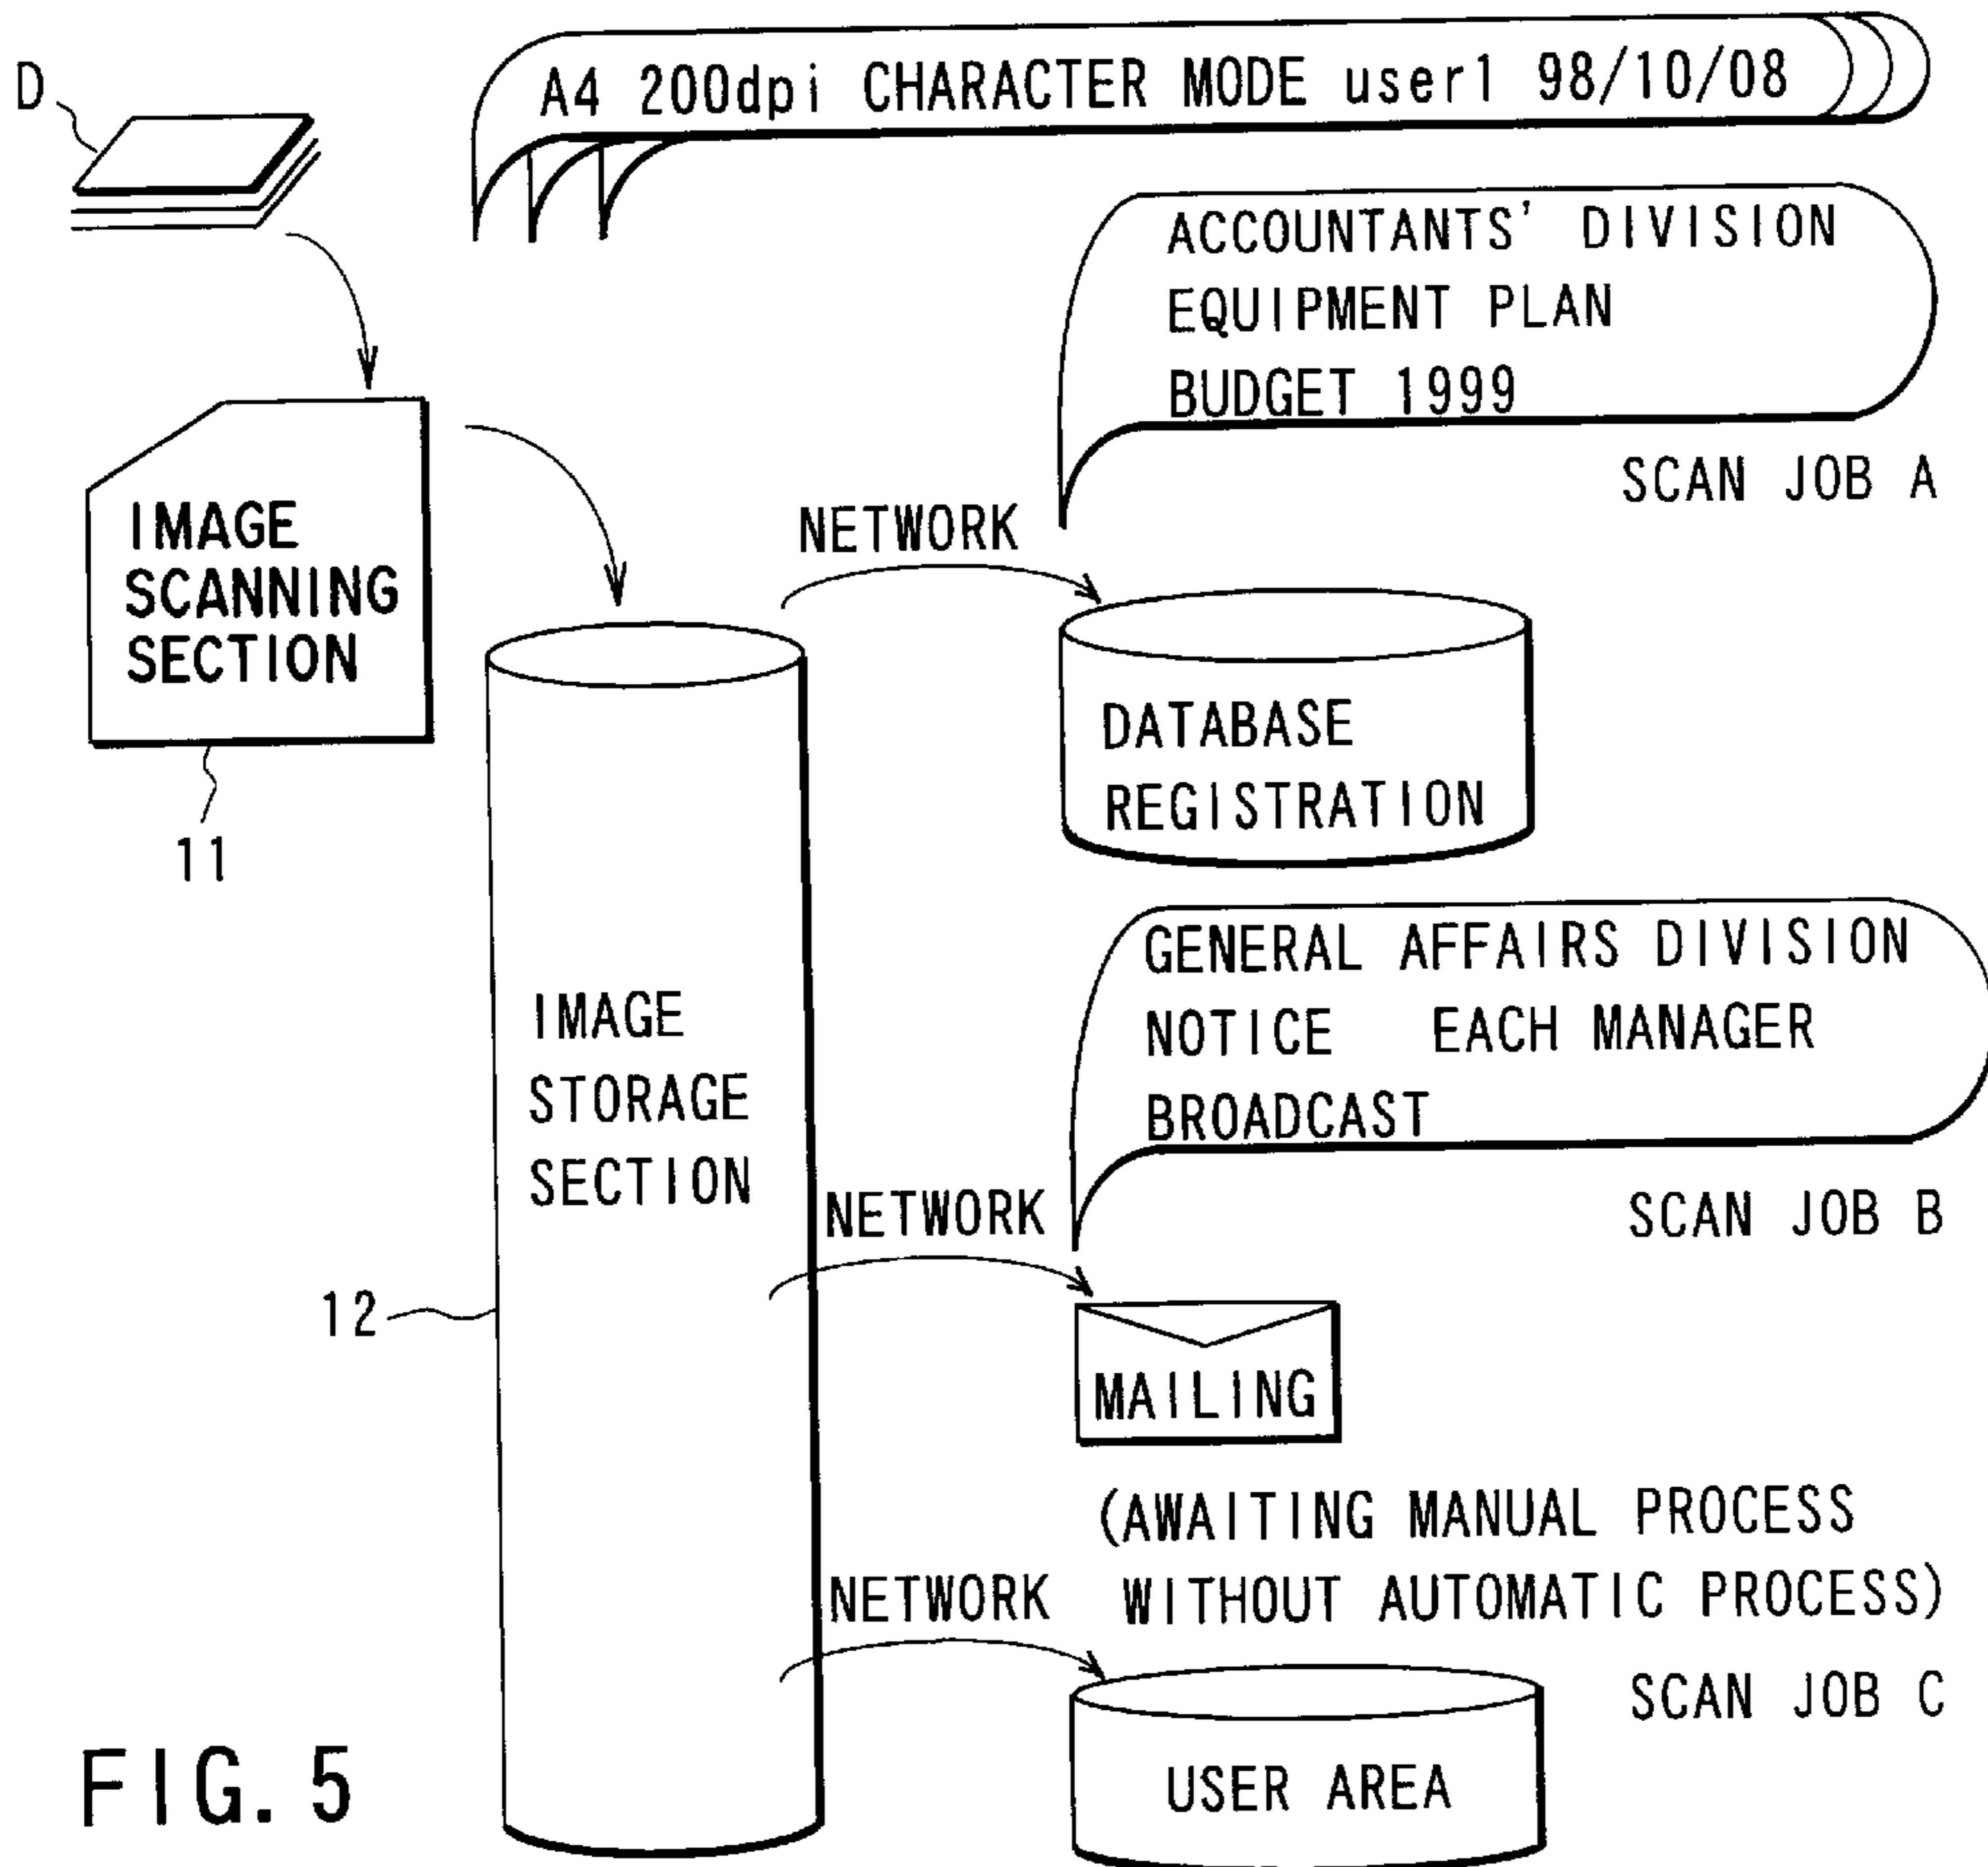 D
A4 200dpi CHARACTER MODE user1 98/10/08
ACCOUNTANTS' DIVISION
EQUIPMENT PLAN
BUDGET 1999
SCAN JOB A
IMAGE
SCANNING
SECTION
11
NETWORK
DATABASE
REGISTRATION
GENERAL AFFAIRS DIVISION
NOTICE EACH MANAGER
BROADCAST
SCAN JOB B
IMAGE
STORAGE
SECTION
12
NETWORK
MAILING
(AWAITING MANUAL PROCESS
WITHOUT AUTOMATIC PROCESS)
NETWORK
SCAN JOB C
USER AREA
FIG. 5